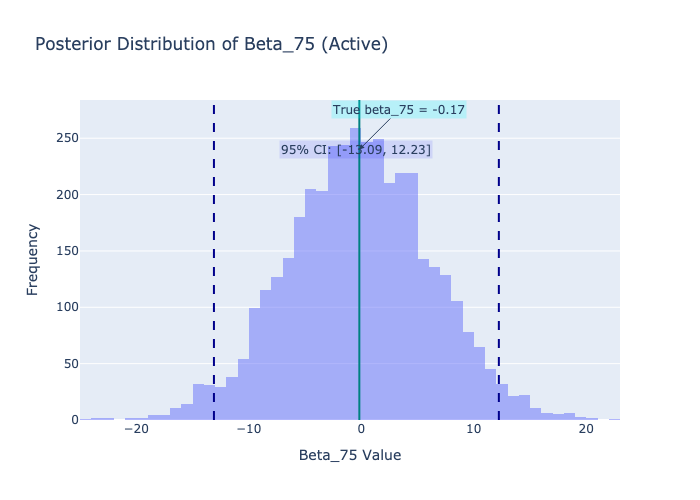 Posterior Distribution of Beta_75 (Active)
True beta_75 = -0.17
95% CI: [-13.09, 12.23]
250
200
150
100
50
0
Frequency
−20
−10
0
10
20
Beta_75 Value